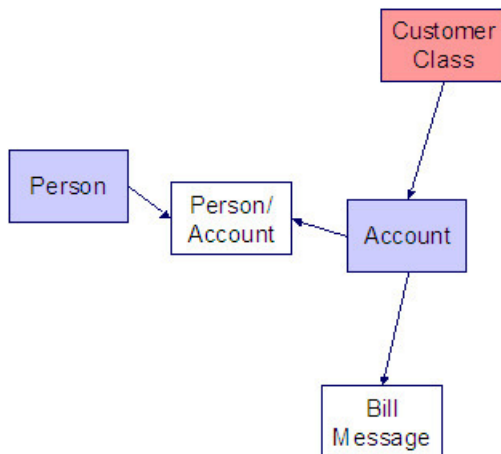 Customer
Class
Person
Person/
Account
Account
Bill
Message